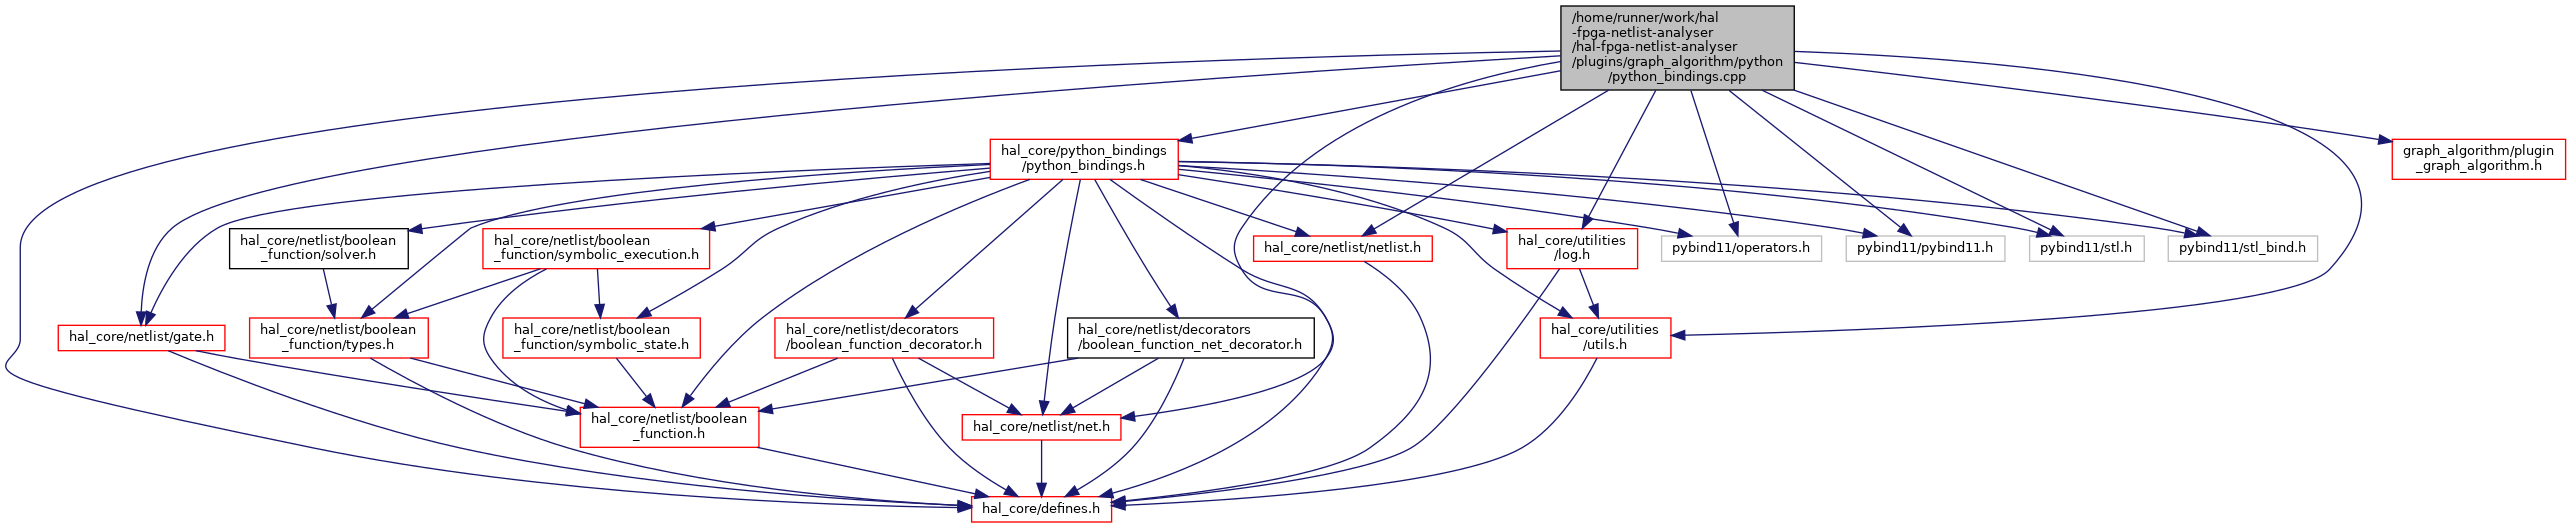 /home/runner/work/hal
-fpga-netlist-analyser
/hal-fpga-netlist-analyser
/plugins/graph_algorithm/python
/python_bindings.cpp
hal_core/python_bindings
/python_bindings.h
graph_algorithm/plugin
_graph_algorithm.h
hal_core/netlist/boolean
_function/solver.h
hal_core/netlist/boolean
_function/symbolic_execution.h
hal_core/netlist/netlist.h
hal_core/utilities
/log.h
pybind11/operators.h
pybind11/pybind11.h
pybind11/stl.h
pybind11/stl_bind.h
hal_core/netlist/gate.h
hal_core/netlist/boolean
_function/types.h
hal_core/netlist/boolean
_function/symbolic_state.h
hal_core/netlist/decorators
/boolean_function_decorator.h
hal_core/netlist/decorators
/boolean_function_net_decorator.h
hal_core/utilities
/utils.h
hal_core/netlist/boolean
_function.h
hal_core/netlist/net.h
hal_core/defines.h